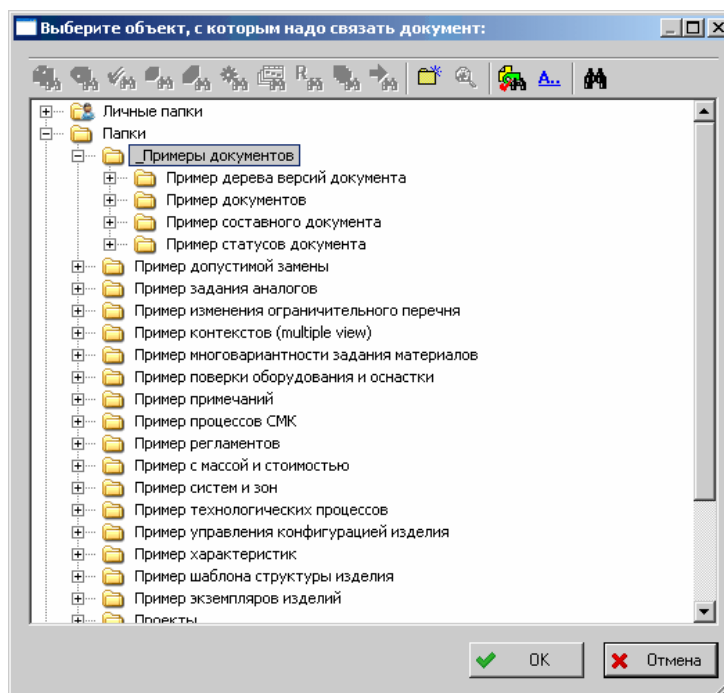 Выберите объект, с которым надо связать документ:
R
A..
Личные папки
Папки
_Примеры документов
Пример дерева версий документа
Пример документов
Пример составного документа
Пример статусов документа
Пример допустимой замены
Пример задания аналогов
Пример изменения ограничительного перечня
Пример контекстов (multiple view)
Пример многовариантности задания материалов
Пример поверки оборудования и оснастки
Пример примечаний
Пример процессов СМК
Пример регламентов
Пример с массой и стоимостью
Пример систем и зон
Пример технологических процессов
Пример управления конфигурацией изделия
Пример характеристик
Пример шаблона структуры изделия
Пример экземпляров изделий
Проекты
OK Отмена